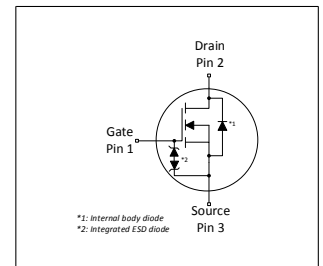 Drain
Pin 2
*1
Gate
Pin 1
*2
Source
Pin 3
*1: Internal body diode
*2: Integrated ESD diode